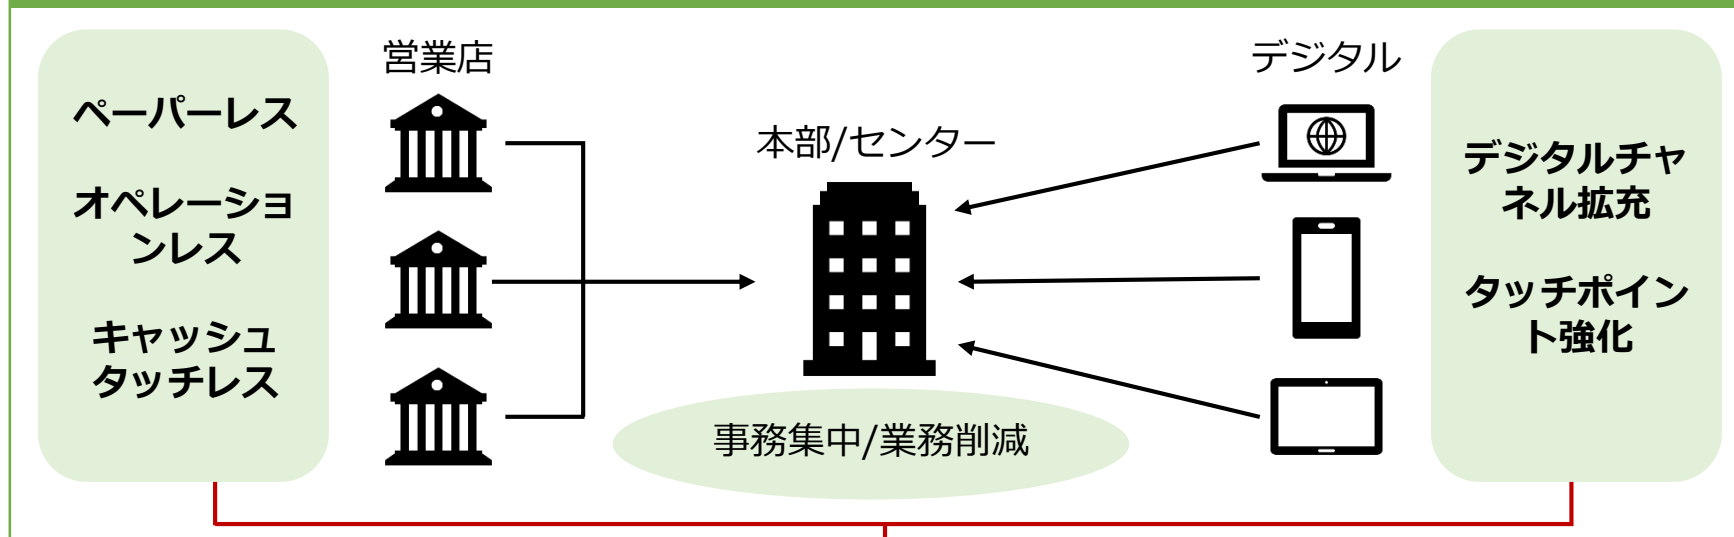 営業店
デジタル
ペーパーレス
オペレーショ
ンレス
キャッシュ
タッチレス
本部/センター
事務集中/業務削減
デジタルチャ
ネル拡充
タッチポイン
ト強化